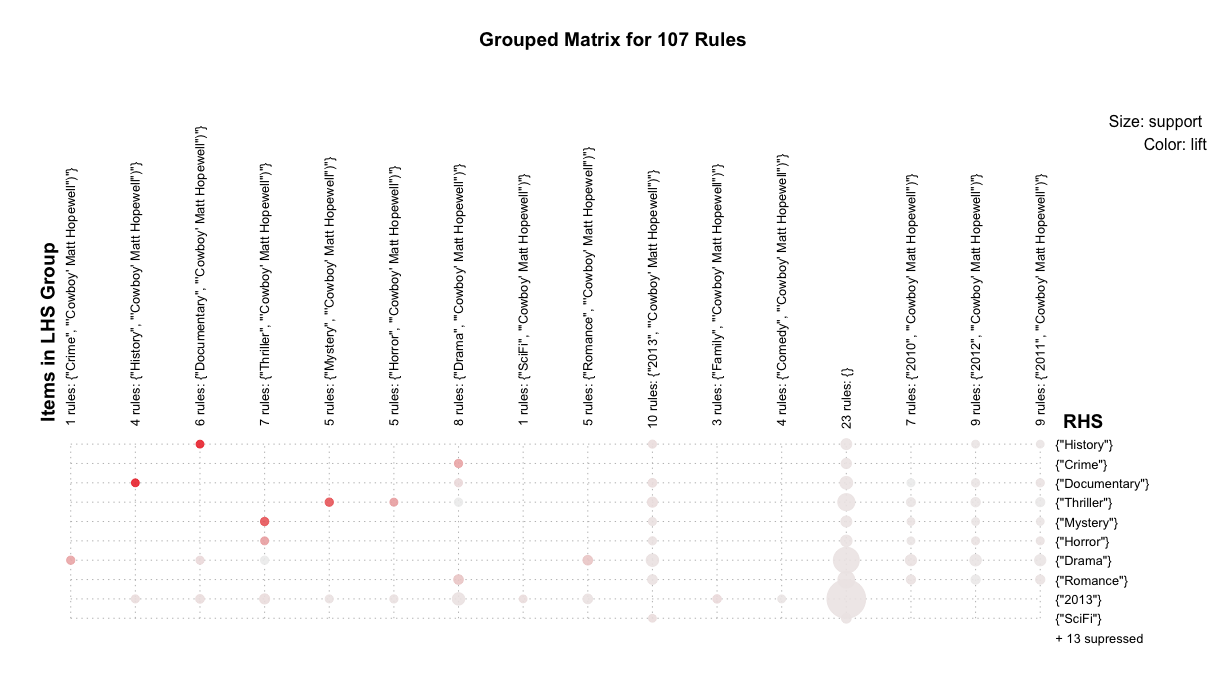 Grouped Matrix for 107 Rules
Size: support
Color: lift
Items in LHS Group
1 rules: {"Crime", "'Cowboy' Matt Hopewell")"}
4 rules: {"History", "'Cowboy' Matt Hopewell")"}
6 rules: {"Documentary", "'Cowboy' Matt Hopewell")"}
7 rules: {"Thriller", "'Cowboy' Matt Hopewell")"}
5 rules: {"Mystery", "'Cowboy' Matt Hopewell")"}
5 rules: {"Horror", "'Cowboy' Matt Hopewell")"}
8 rules: {"Drama", "'Cowboy' Matt Hopewell")"}
1 rules: {"SciFi", "'Cowboy' Matt Hopewell")"}
5 rules: {"Romance", "'Cowboy' Matt Hopewell")"}
10 rules: {"2013", "'Cowboy' Matt Hopewell")"}
3 rules: {"Family", "'Cowboy' Matt Hopewell")"}
4 rules: {"Comedy", "'Cowboy' Matt Hopewell")"}
23 rules: {}
7 rules: {"2010", "'Cowboy' Matt Hopewell")"}
9 rules: {"2012", "'Cowboy' Matt Hopewell")"}
9 rules: {"2011", "'Cowboy' Matt Hopewell")"}
RHS
{"History"}
{"Crime"}
{"Documentary"}
{"Thriller"}
{"Mystery"}
{"Horror"}
{"Drama"}
{"Romance"}
{"2013"}
{"SciFi"}
+ 13 supressed